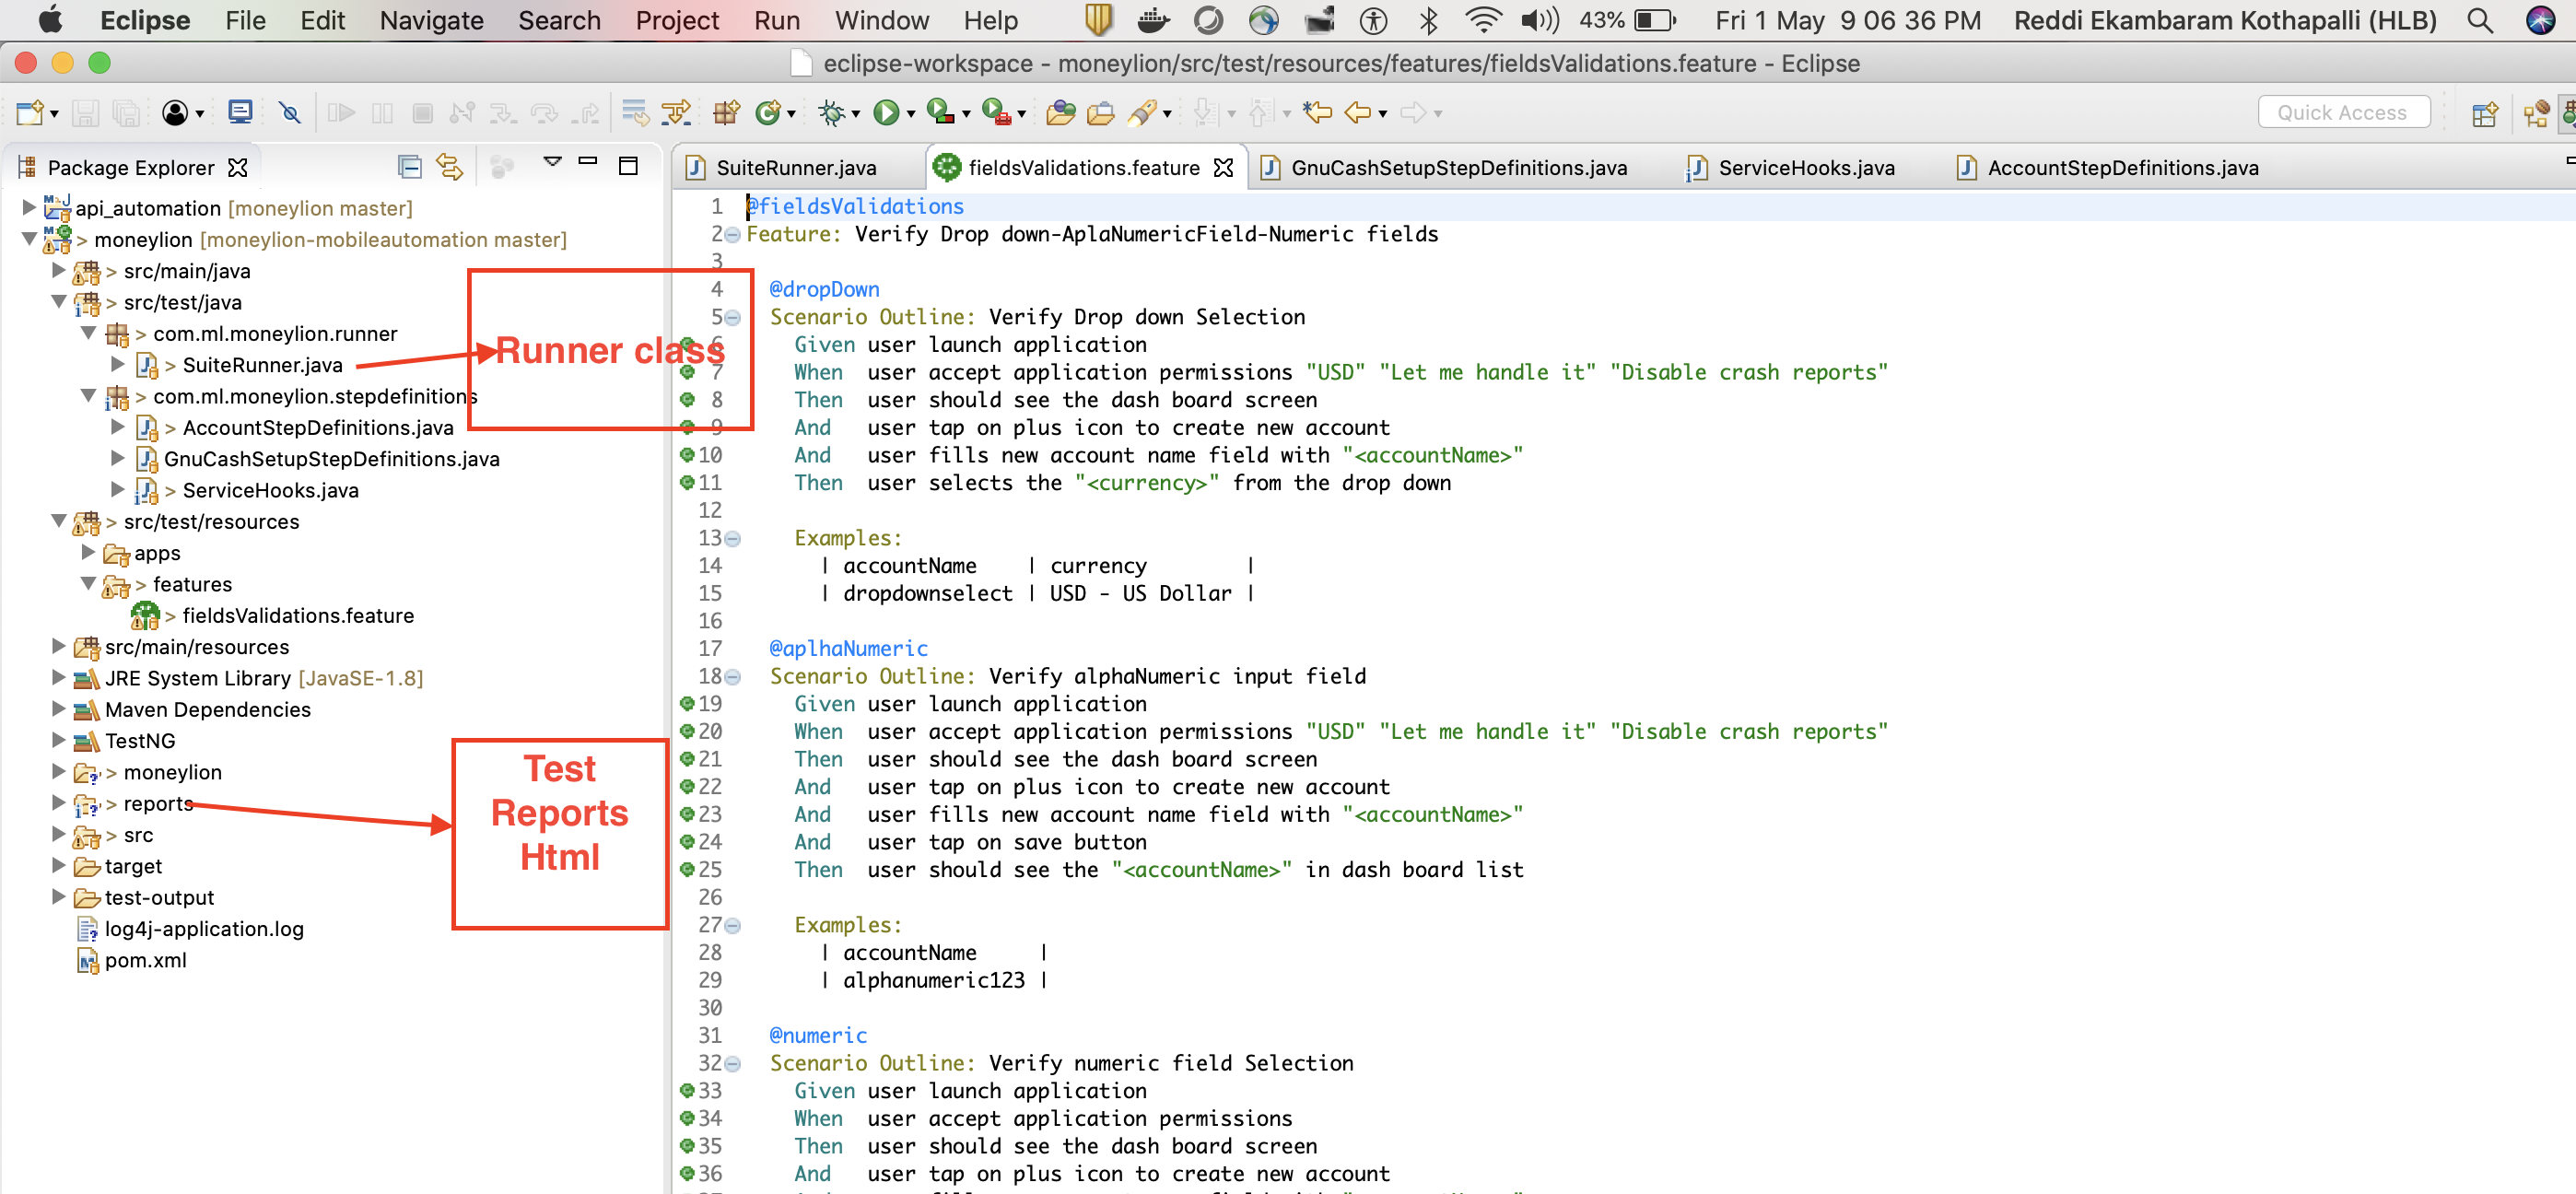 Eclipse File Edit Navigate Search Project Run Window Help 43% Fri 1 May 9 06 36 PM Reddi Ekambaram Kothapalli (HLB)
eclipse-workspace - moneylion/src/test/resources/features/fieldsValidations.feature - Eclipse
Quick Access
Package Explorer
api_automation [moneylion master]
> moneylion [moneylion-mobileautomation master]
> src/main/java
> src/test/java
> com.ml.moneylion.runner
> SuiteRunner.java
> com.ml.moneylion.stepdefinitions
> AccountStepDefinitions.java
GnuCashSetupStepDefinitions.java
> ServiceHooks.java
> src/test/resources
apps
> features
> fieldsValidations.feature
src/main/resources
JRE System Library [JavaSE-1.8]
Maven Dependencies
TestNG
> moneylion
> reports
> src
target
test-output
log4j-application.log
pom.xml
Runner class
Test
Reports
Html
SuiteRunner.java fieldsValidations.feature GnuCashSetupStepDefinitions.java ServiceHooks.java AccountStepDefinitions.java
1 @fieldsValidations
2 Feature: Verify Drop down-AplaNumericField-Numeric fields
3
4 @dropDown
5 Scenario Outline: Verify Drop down Selection
6 Given user launch application
7 When user accept application permissions "USD" "Let me handle it" "Disable crash reports"
8 Then user should see the dash board screen
9 And user tap on plus icon to create new account
10 And user fills new account name field with "<accountName>"
11 Then user selects the "<currency>" from the drop down
12
13 Examples:
14 | accountName | currency |
15 | dropdownselect | USD - US Dollar |
16
17 @aplhaNumeric
18 Scenario Outline: Verify alphaNumeric input field
19 Given user launch application
20 When user accept application permissions "USD" "Let me handle it" "Disable crash reports"
21 Then user should see the dash board screen
22 And user tap on plus icon to create new account
23 And user fills new account name field with "<accountName>"
24 And user tap on save button
25 Then user should see the "<accountName>" in dash board list
26
27 Examples:
28 | accountName |
29 | alphanumeric123 |
30
31 @numeric
32 Scenario Outline: Verify numeric field Selection
33 Given user launch application
34 When user accept application permissions
35 Then user should see the dash board screen
36 And user tap on plus icon to create new account